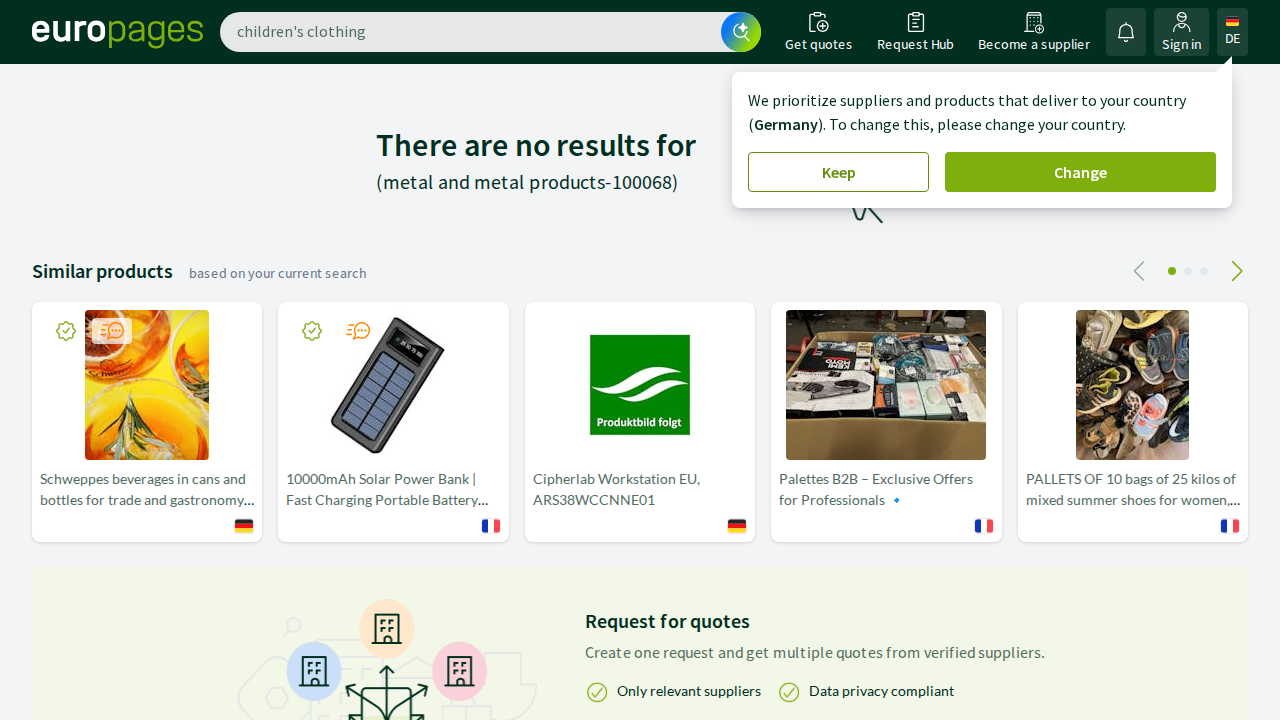 europages
children's clothing
Get quotes
Request Hub
Become a supplier
Sign in
DE
We prioritize suppliers and products that deliver to your country
(Germany). To change this, please change your country.
Keep
Change
There are no results for
(metal and metal products-100068)
Similar products
based on your current search
Schweppes
Produktbild folgt
KEMI
MOTO
Schweppes beverages in cans and
bottles for trade and gastronomy...
10000mAh Solar Power Bank |
Fast Charging Portable Battery...
Cipherlab Workstation EU,
ARS38WCCNNE01
Palettes B2B – Exclusive Offers
for Professionals 🔹
PALLETS OF 10 bags of 25 kilos of
mixed summer shoes for women,...
Request for quotes
Create one request and get multiple quotes from verified suppliers.
Only relevant suppliers
Data privacy compliant